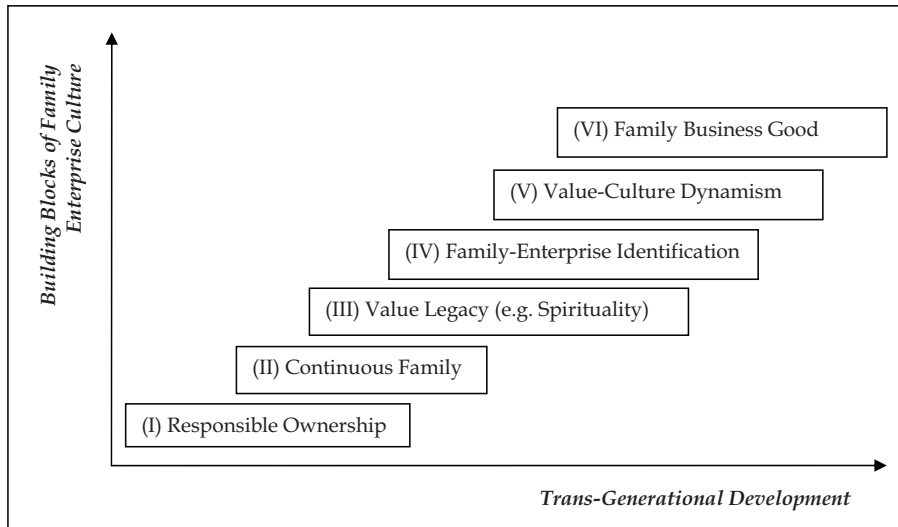 Building Blocks of Family
Enterprise Culture
(VI) Family Business Good
(V) Value-Culture Dynamism
(IV) Family-Enterprise Identification
(III) Value Legacy (e.g. Spirituality)
(II) Continuous Family
(I) Responsible Ownership
Trans-Generational Development